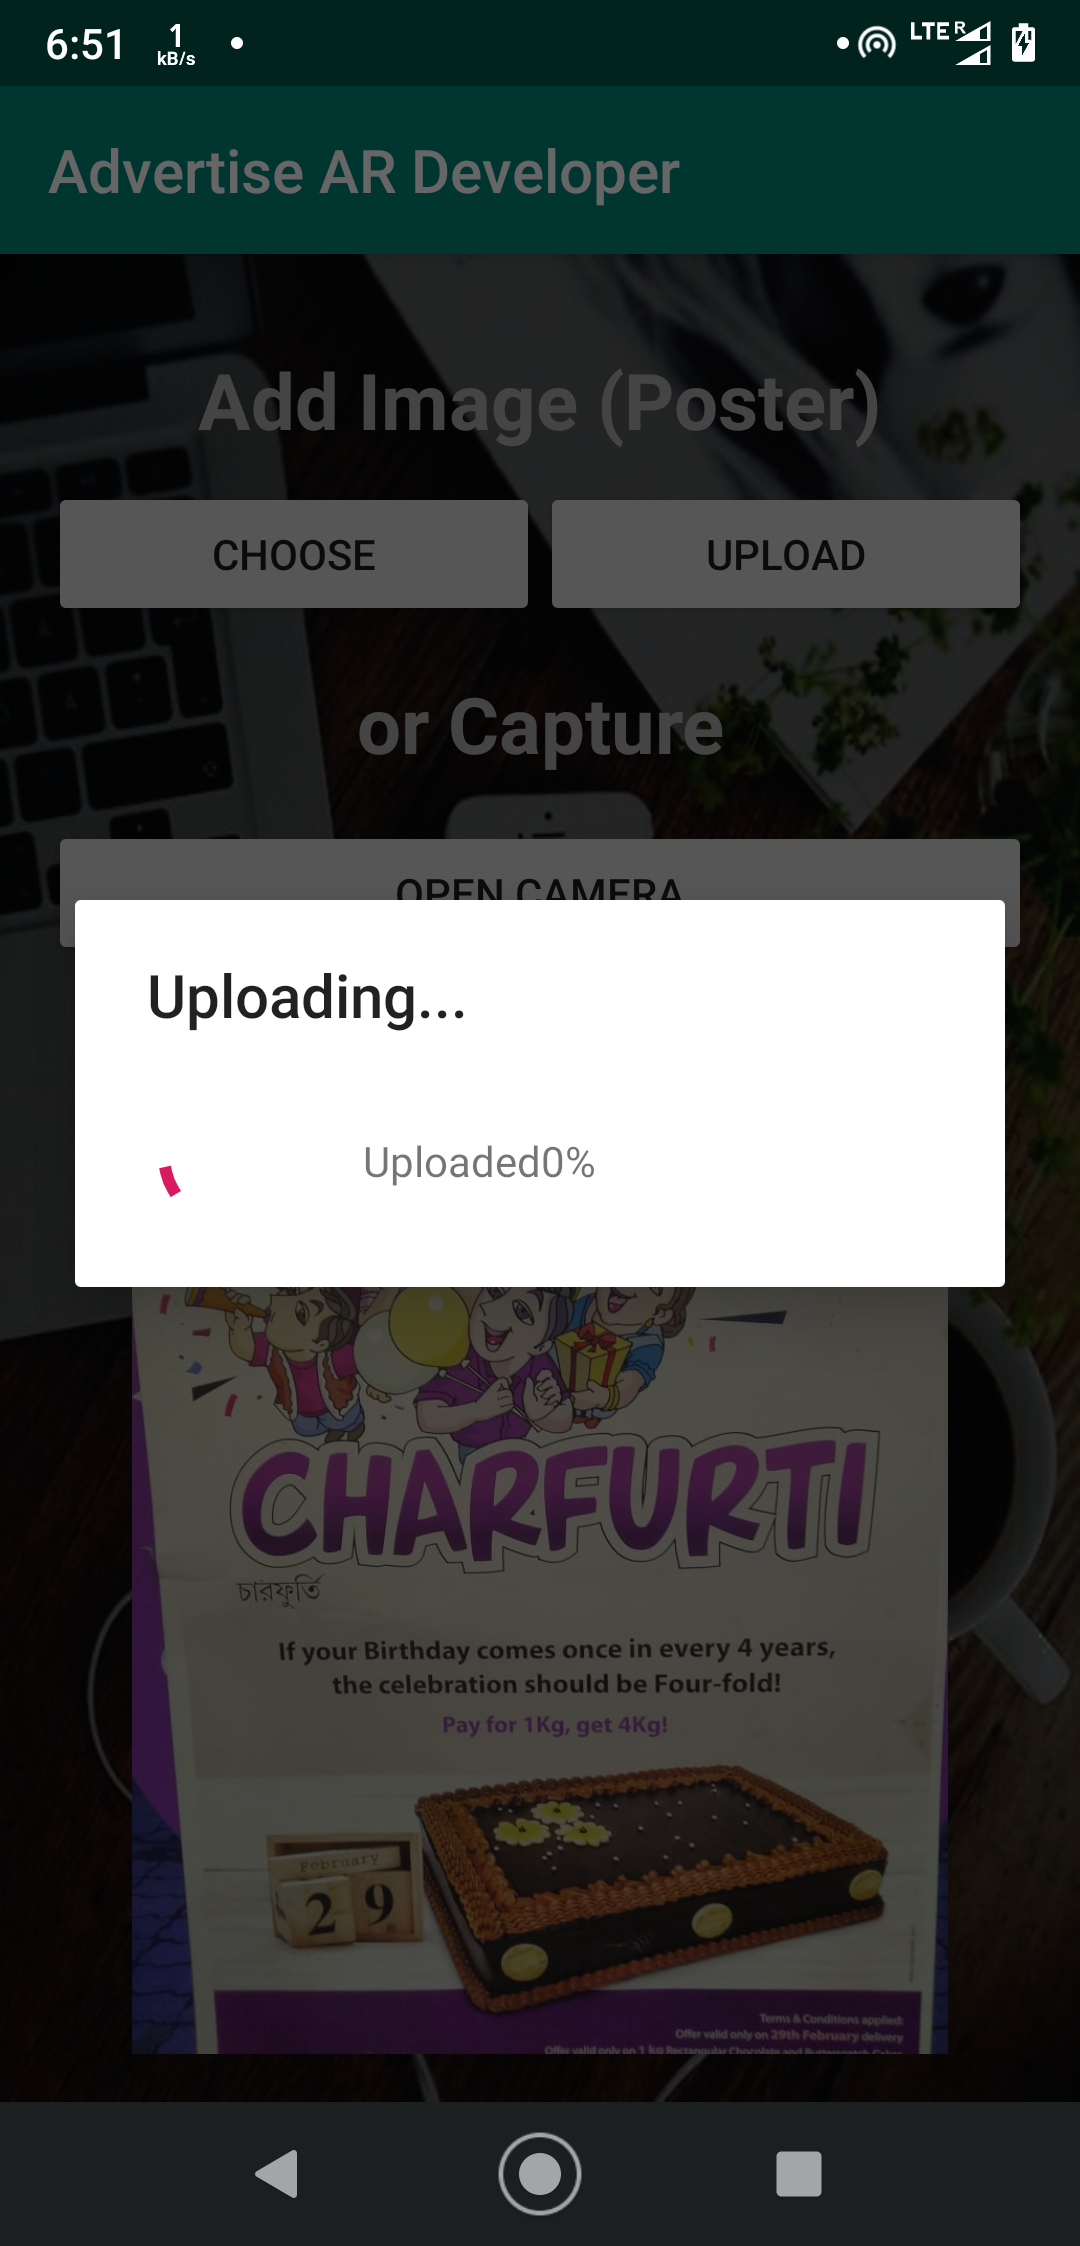 6:51
1
kB/s
LTE R
Advertise AR Developer
Add Image (Poster)
CHOOSE
UPLOAD
or Capture
OPEN CAMERA
Uploading...
Uploaded0%
CHARFURTI
চারফুর্তি
If your Birthday comes once in every 4 years,
the celebration should be Four-fold!
Pay for 1Kg, get 4Kg!
February
29
Terms & Conditions applied:
Offer valid only on 29th February delivery
Offer valid only on 1 kg Rectangular Chocolate and Butterscotch Cakes